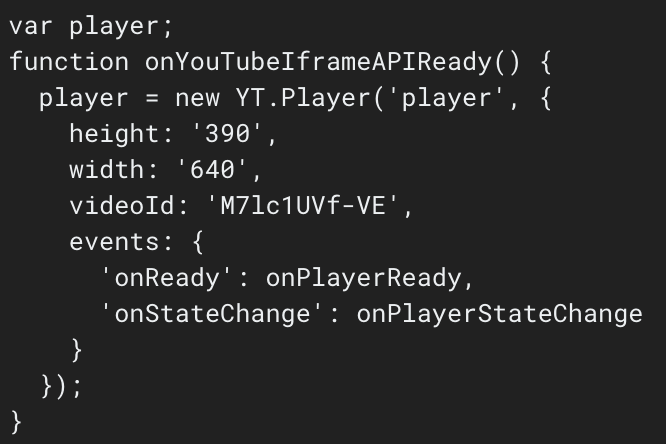 var player;
function onYouTubeIframeAPIReady() {
  player = new YT.Player('player', {
    height: '390',
    width: '640',
    videoId: 'M7lc1UVf-VE',
    events: {
      'onReady': onPlayerReady,
      'onStateChange': onPlayerStateChange
    }
  });
}